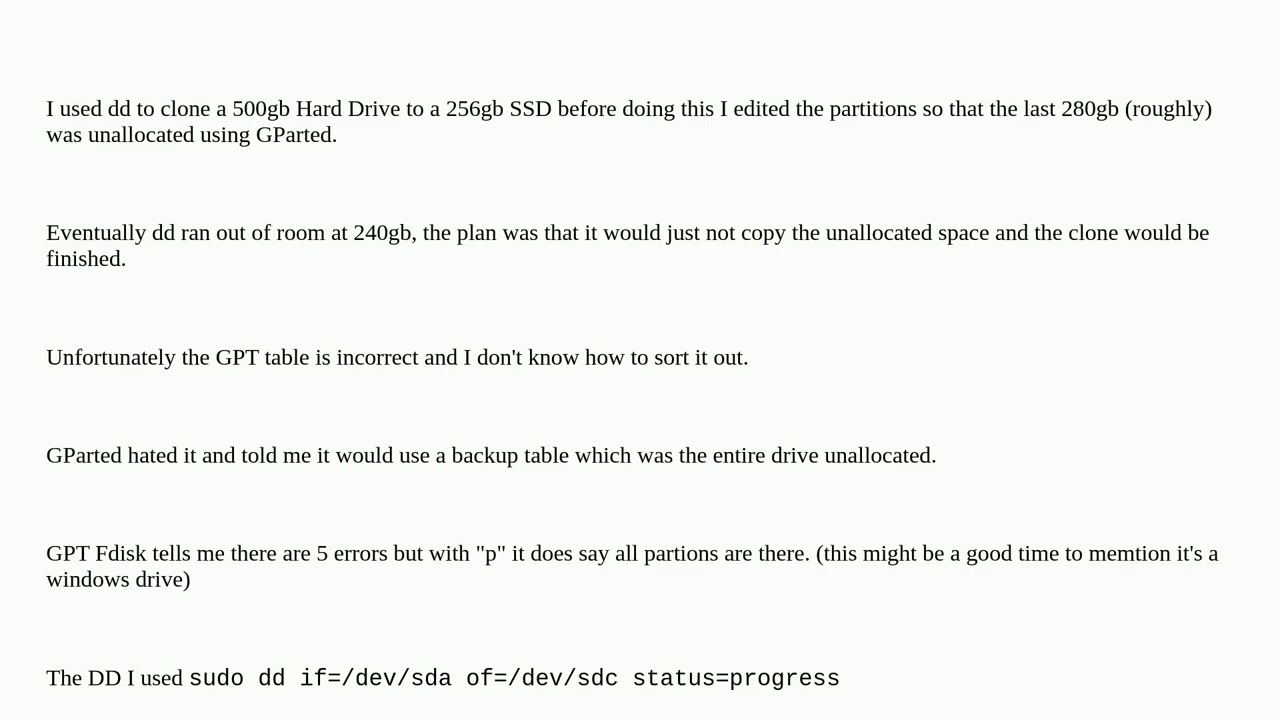 I used dd to clone a 500gb Hard Drive to a 256gb SSD before doing this I edited the partitions so that the last 280gb (roughly)
was unallocated using GParted.
Eventually dd ran out of room at 240gb, the plan was that it would just not copy the unallocated space and the clone would be
finished.
Unfortunately the GPT table is incorrect and I don't know how to sort it out.
GParted hated it and told me it would use a backup table which was the entire drive unallocated.
GPT Fdisk tells me there are 5 errors but with "p" it does say all partions are there. (this might be a good time to memtion it's a
windows drive)
The DD I used sudo dd if=/dev/sda of=/dev/sdc status=progress